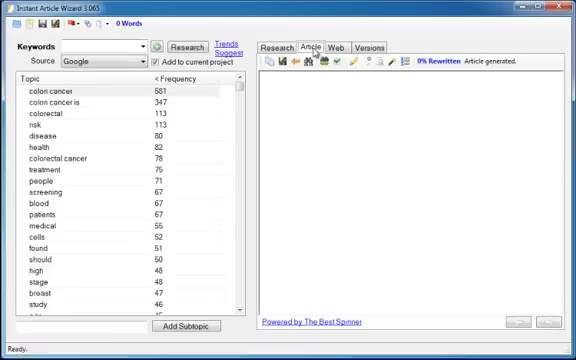 Instant Article Wizard 3.065
0 Words
Keywords
Research
Trends
Suggest
Source
Google
Add to current project
Topic
< Frequency
colon cancer 581
colon cancer is 347
colorectal 113
risk 113
disease 80
health 82
colorectal cancer 78
treatment 75
people 71
screening 67
blood 67
patients 67
medical 55
cells 52
found 51
should 50
high 48
stage 48
breast 47
study 46
Add Subtopic
Research
Article
Web
Versions
0% Rewritten
Article generated.
Powered by The Best Spinner
Ready.